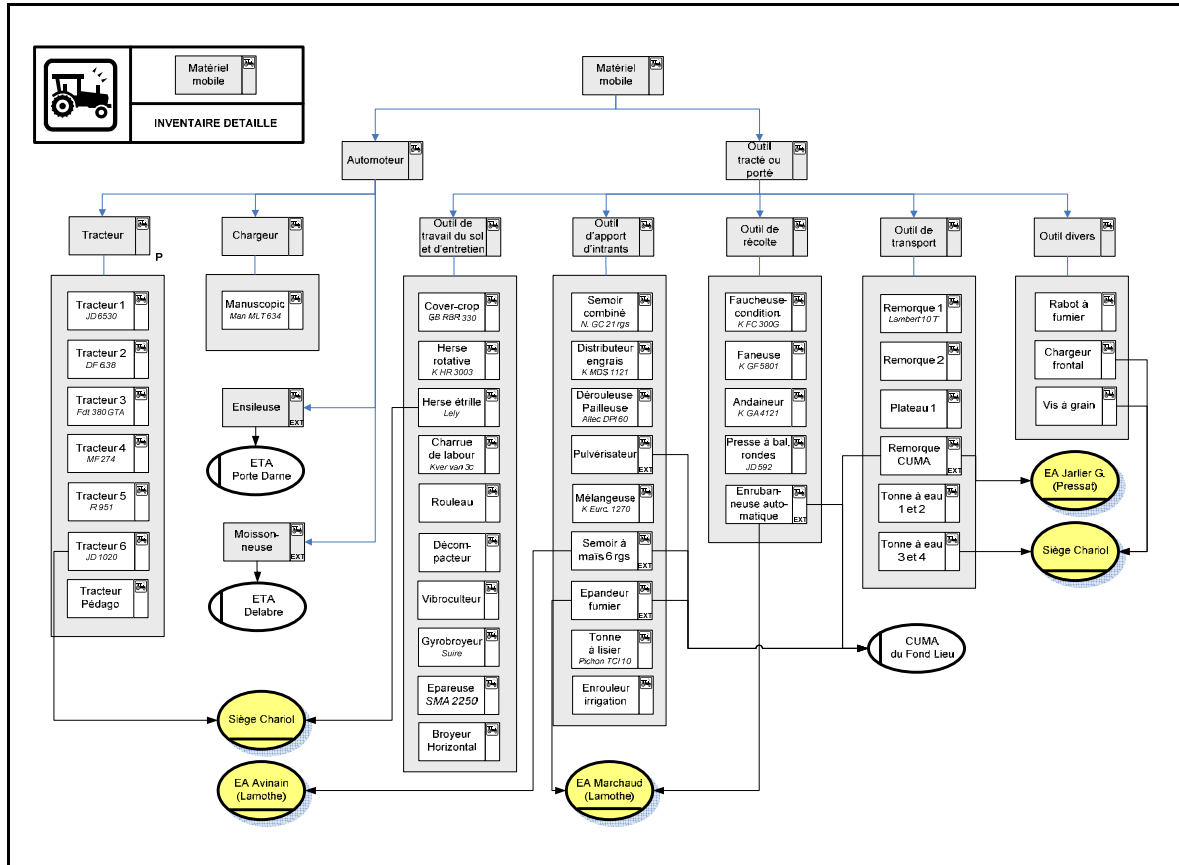 Matériel
mobile
INVENTAIRE DETAILLE
Matériel
mobile
Automoteur
Outil
tracté ou
porté
Tracteur
P
Chargeur
Outil de
travail du sol
et d'entretien
Outil
d'apport
d'intrants
Outil de
récolte
Outil de
transport
Outil divers
Tracteur 1
JD 6530
Tracteur 2
DF 6.38
Tracteur 3
Fdt 380 GTA
Tracteur 4
MF 274
Tracteur 5
R 951
Tracteur 6
JD 1020
Tracteur
Pédago
Manuscopic
Man MLT 634
Ensileuse
EXT
ETA
Porte Darne
Moisson-
neuse
EXT
ETA
Delabre
Cover-crop
GB RBR 330
Herse
rotative
K HR 3003
Herse étrille
Lely
Charrue
de labour
Kver van 3c
Rouleau
Décom-
pacteur
Vibroculteur
Gyrobroyeur
Suire
Epareuse
SMA 2250
Broyeur
Horizontal
Semoir
combiné
N. GC 21 rgs
Distributeur
engrais
K MDS 1121
Dérouleuse
Pailleuse
Altec DPI 60
Pulvérisateur
EXT
Mélangeuse
K Euro. 1270
Semoir à
maïs 6 rgs
EXT
Epandeur
fumier
EXT
Tonne
à lisier
Pichon TCI 10
Enrouleur
irrigation
Faucheuse-
condition.
K FC 300G
Faneuse
K GF 5801
Andaineur
K GA 4121
Presse à bal.
rondes
JD 592
Enruban-
neuse auto-
matique
EXT
Remorque 1
Lambert 10 T
Remorque 2
Plateau 1
Remorque
CUMA
EXT
Tonne à eau
1 et 2
Tonne à eau
3 et 4
Rabot à
fumier
Chargeur
frontal
Vis à grain
EA Jarlier G.
(Pressat)
Siège Chariol
CUMA
du Fond Lieu
Siège Chariol
EA Avinain
(Lamothe)
EA Marchaud
(Lamothe)